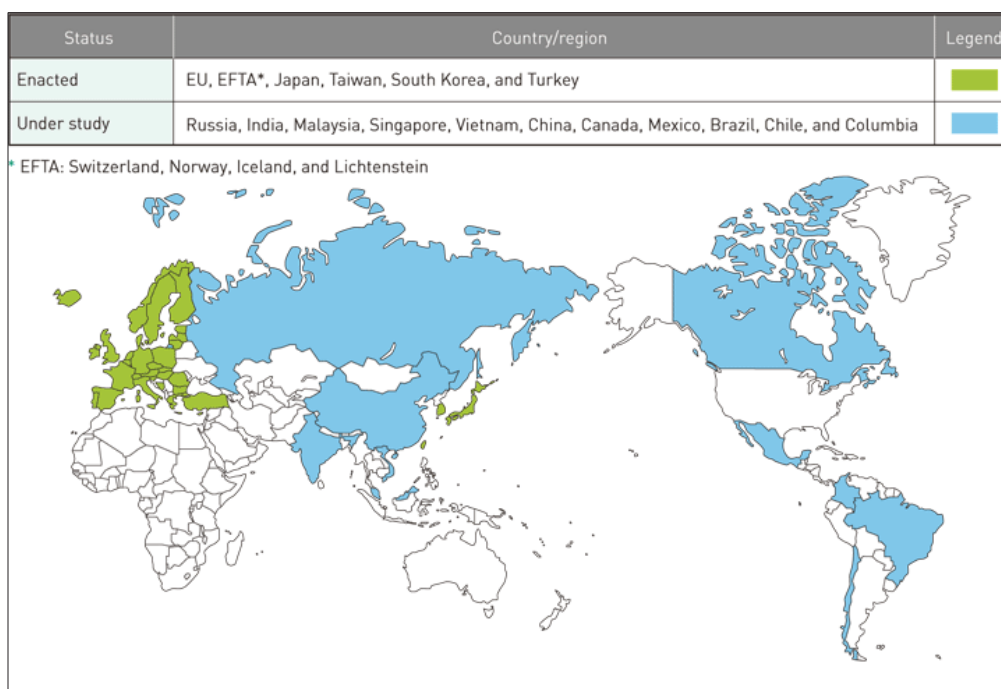 Status Country/region Legend
Enacted EU, EFTA*, Japan, Taiwan, South Korea, and Turkey
Under study Russia, India, Malaysia, Singapore, Vietnam, China, Canada, Mexico, Brazil, Chile, and Columbia
* EFTA: Switzerland, Norway, Iceland, and Lichtenstein